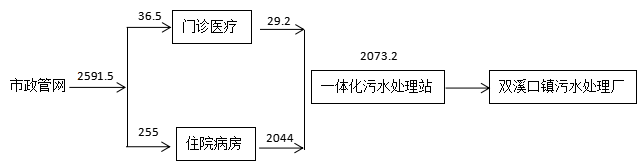 36.5
门诊医疗
29.2
市政管网
2591.5
2073.2
一体化污水处理站
双溪口镇污水处理厂
255
住院病房
2044